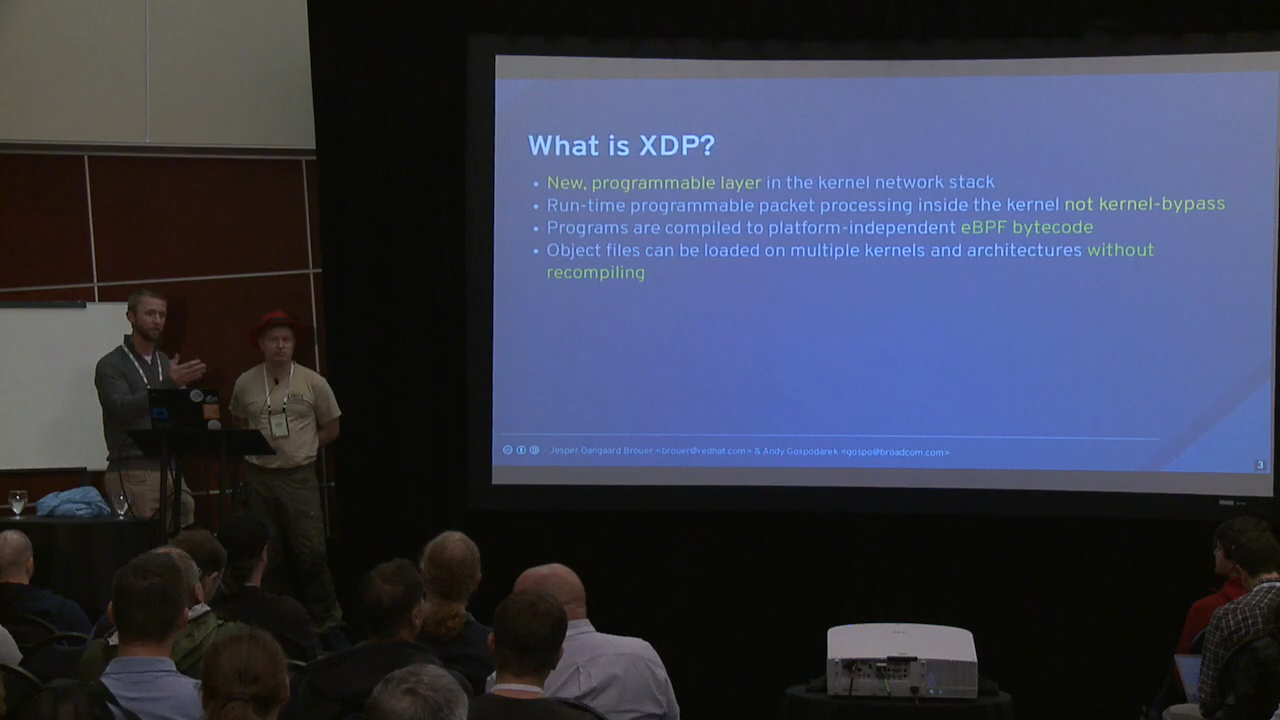 What is XDP?
• New, programmable layer in the kernel network stack
• Run-time programmable packet processing inside the kernel not kernel-bypass
• Programs are compiled to platform-independent eBPF bytecode
• Object files can be loaded on multiple kernels and architectures without
recompiling
- Jesper Dangaard Brouer <brouer@redhat.com> & Andy Gospodarek <gospo@broadcom.com>
3